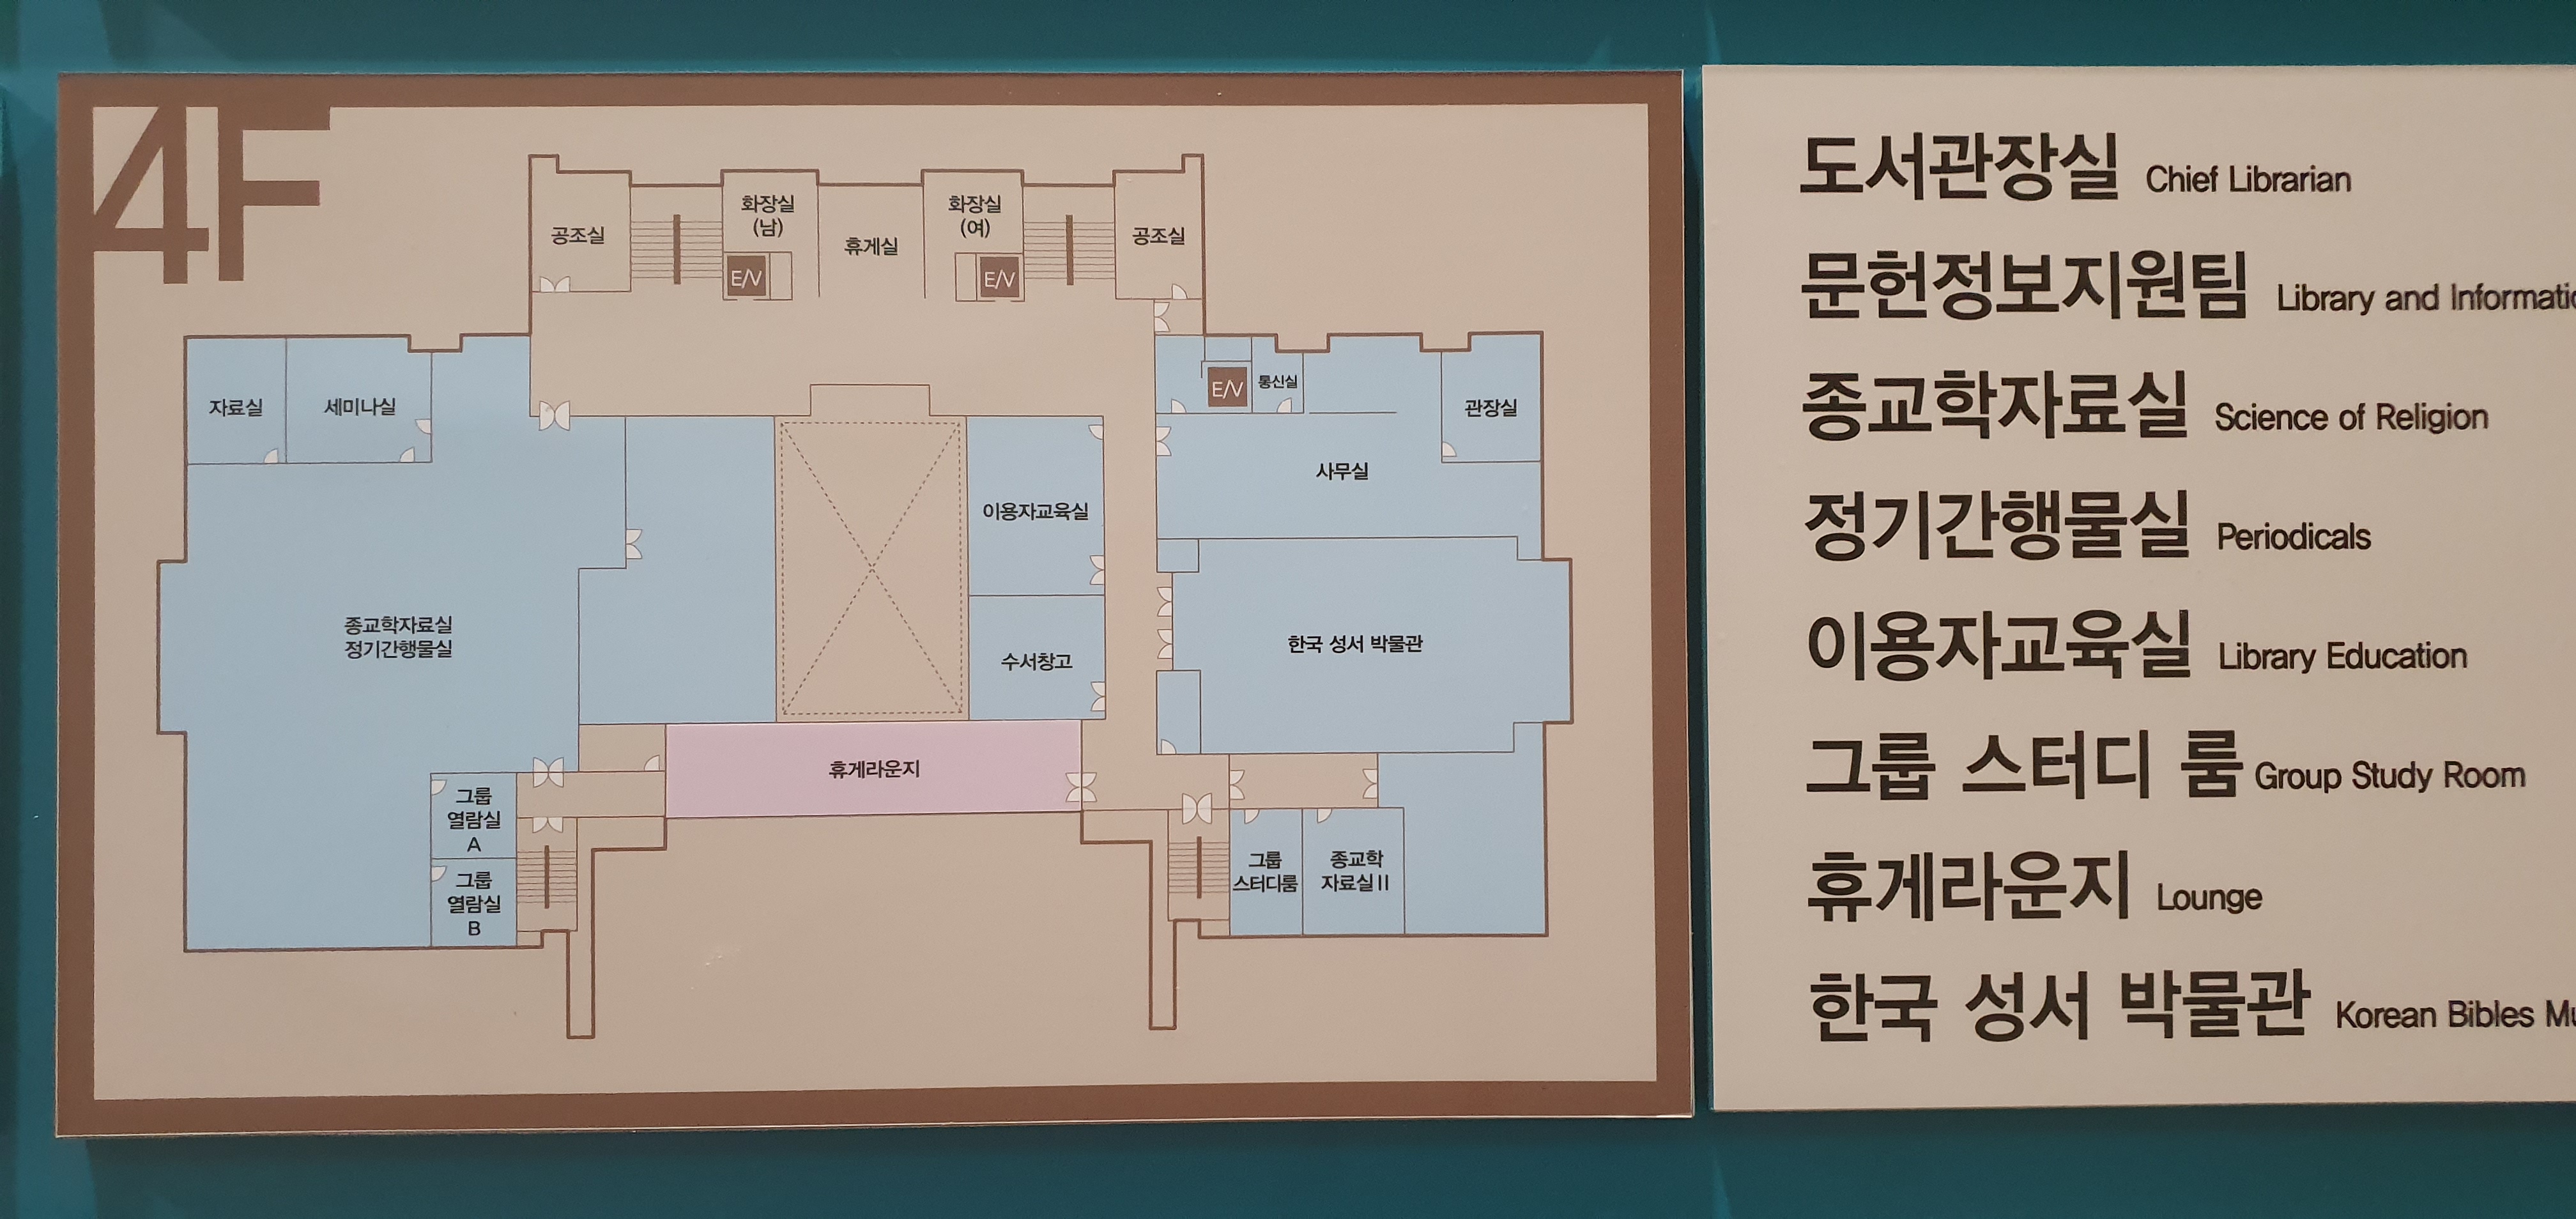 4F
공조실
화장실
(남)
E/V
휴게실
화장실
(여)
E/V
공조실
자료실
세미나실
E/V
통신실
관장실
사무실
이용자교육실
종교학자료실
정기간행물실
수서창고
한국 성서 박물관
휴게라운지
그룹
열람실
A
그룹
열람실
B
그룹
스터디룸
종교학
자료실 II
도서관장실 Chief Librarian
문헌정보지원팀 Library and
종교학자료실 Science of Religion
정기간행물실 Periodicals
이용자교육실 Library Education
그룹 스터디 룸 Group Study Room
휴게라운지 Lounge
한국 성서 박물관 Korean Bibles